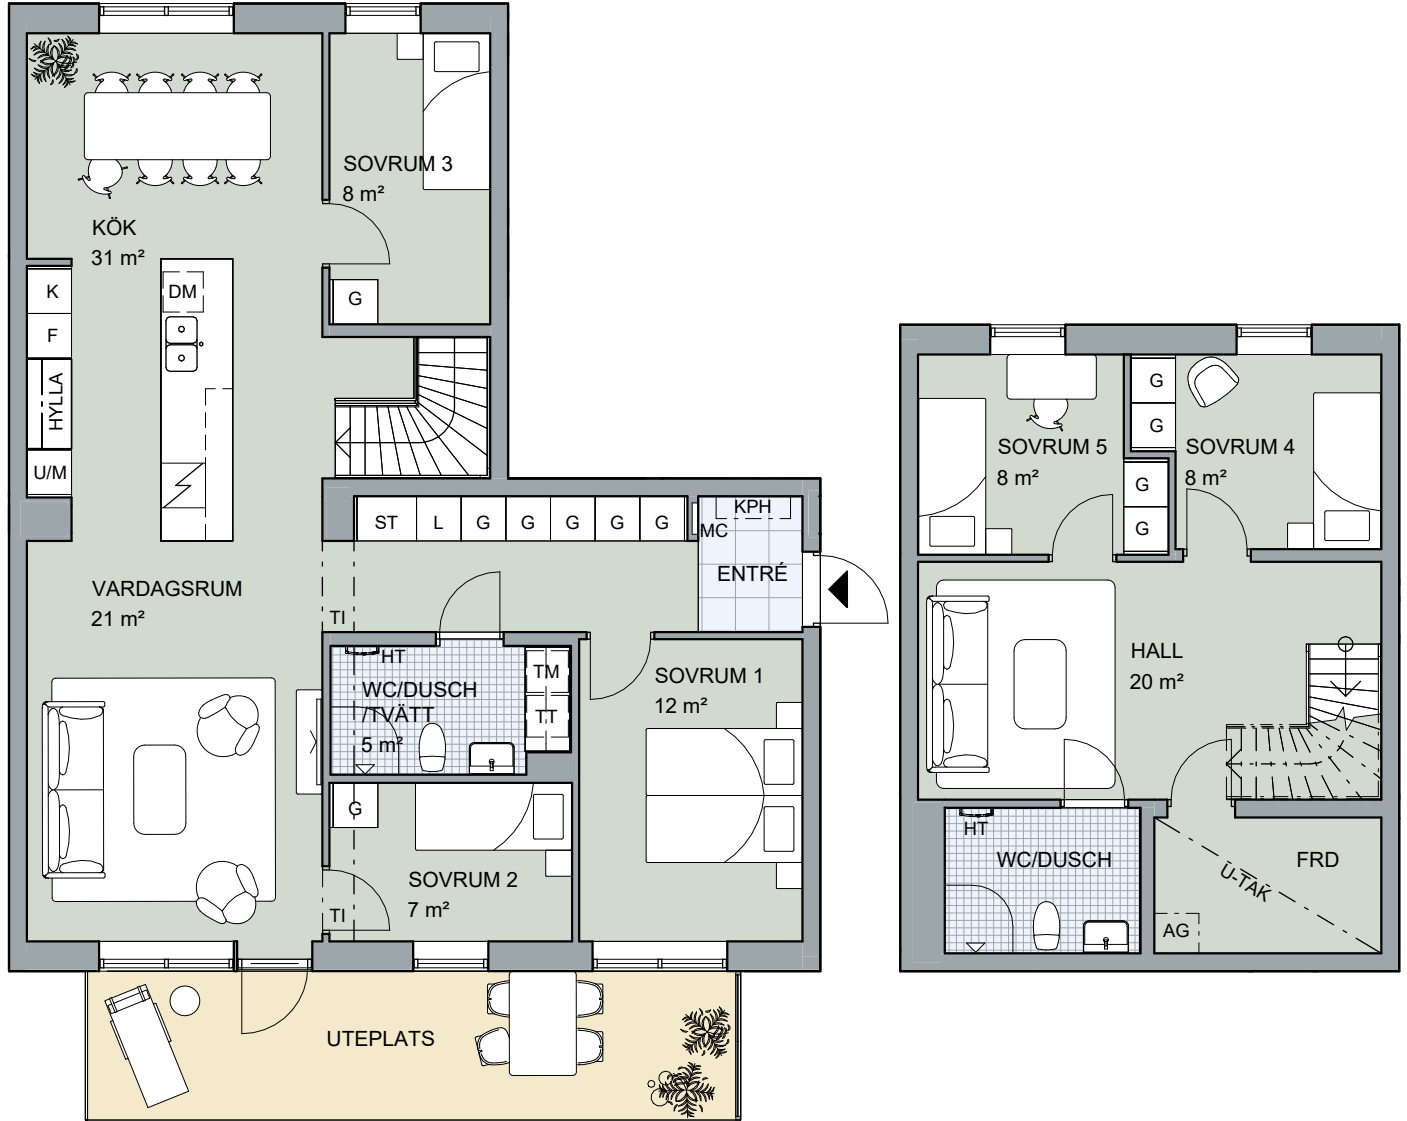 SOVRUM 3
8 m²
KÖK
31 m²
K
F
HYLLA
U/M
DM
G
ST
L
G
G
G
G
G
MC
KPH
ENTRÉ
VARDAGSRUM
21 m²
TI
HT
WC/DUSCH
/TVÄTT
5 m²
TM
TT
SOVRUM 1
12 m²
G
SOVRUM 2
7 m²
TI
UTEPLATS
SOVRUM 5
8 m²
G
G
G
G
SOVRUM 4
8 m²
HALL
20 m²
HT
WC/DUSCH
FRD
U-TAK
AG